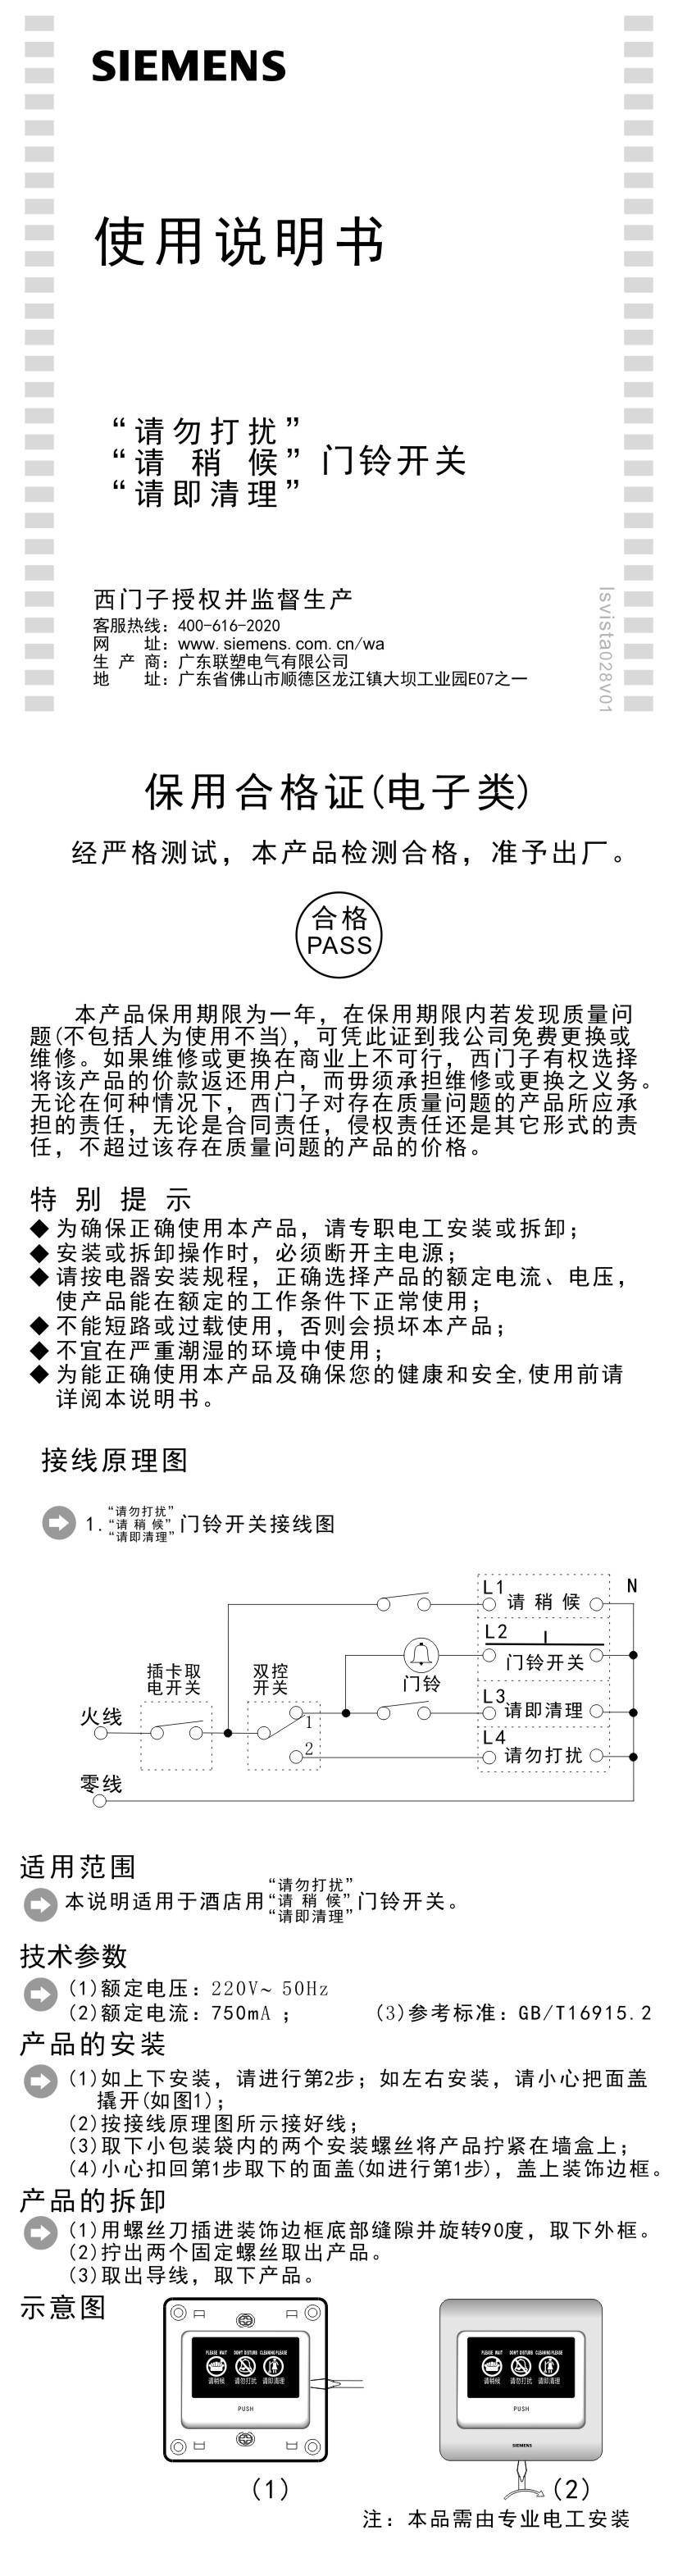 SIEMENS
使用说明书
“请勿打扰”
“请 稍 候” 门铃开关
“请即清理”
西门子授权并监督生产
客服热线：400-616-2020
网 址：www.siemens.com.cn/wa
生 产 商：广东联塑电气有限公司
地 址：广东省佛山市顺德区龙江镇大坝工业园E07之一
lsvista028v01
保用合格证(电子类)
经严格测试，本产品检测合格，准予出厂。
合格
PASS
本产品保用期限为一年，在保用期限内若发现质量问
题(不包括人为使用不当)，可凭此证到我公司免费更换或
维修。如果维修或更换在商业上不可行，西门子有权选择
将该产品的价款返还用户，而毋须承担维修或更换之义务。
无论在何种情况下，西门子对存在质量问题的产品所应承
担的责任，无论是合同责任，侵权责任还是其它形式的责
任，不超过该存在质量问题的产品的价格。
特 别 提 示
◆ 为确保正确使用本产品，请专职电工安装或拆卸；
◆ 安装或拆卸操作时，必须断开主电源；
◆ 请按电器安装规程，正确选择产品的额定电流、电压，
使产品能在额定的工作条件下正常使用；
◆ 不能短路或过载使用，否则会损坏本产品；
◆ 不宜在严重潮湿的环境中使用；
◆ 为能正确使用本产品及确保您的健康和安全,使用前请
详阅本说明书。
接线原理图
“请勿打扰”
1.“请 稍 候” 门铃开关接线图
“请即清理”
L1
请 稍 候
N
L2
门铃开关
门铃
插卡取
电开关
双控
开关
L3
请即清理
火线
1
2
L4
请勿打扰
零线
适用范围
“请勿打扰”
本说明适用于酒店用“请 稍 候”门铃开关。
“请即清理”
技术参数
(1)额定电压：220V~ 50Hz
(2)额定电流：750mA ；
(3)参考标准：GB/T16915.2
产品的安装
(1)如上下安装，请进行第2步；如左右安装，请小心把面盖
撬开(如图1)；
(2)按接线原理图所示接好线；
(3)取下小包装袋内的两个安装螺丝将产品拧紧在墙盒上；
(4)小心扣回第1步取下的面盖(如进行第1步)，盖上装饰边框。
产品的拆卸
(1)用螺丝刀插进装饰边框底部缝隙并旋转90度，取下外框。
(2)拧出两个固定螺丝取出产品。
(3)取出导线，取下产品。
示意图
PLEASE WAIT DON'T DISTURB CLEANING PLEASE
请稍候 请勿打扰 请即清理
PUSH
(1)
PLEASE WAIT DON'T DISTURB CLEANING PLEASE
请稍候 请勿打扰 请即清理
PUSH
SIEMENS
(2)
注：本品需由专业电工安装